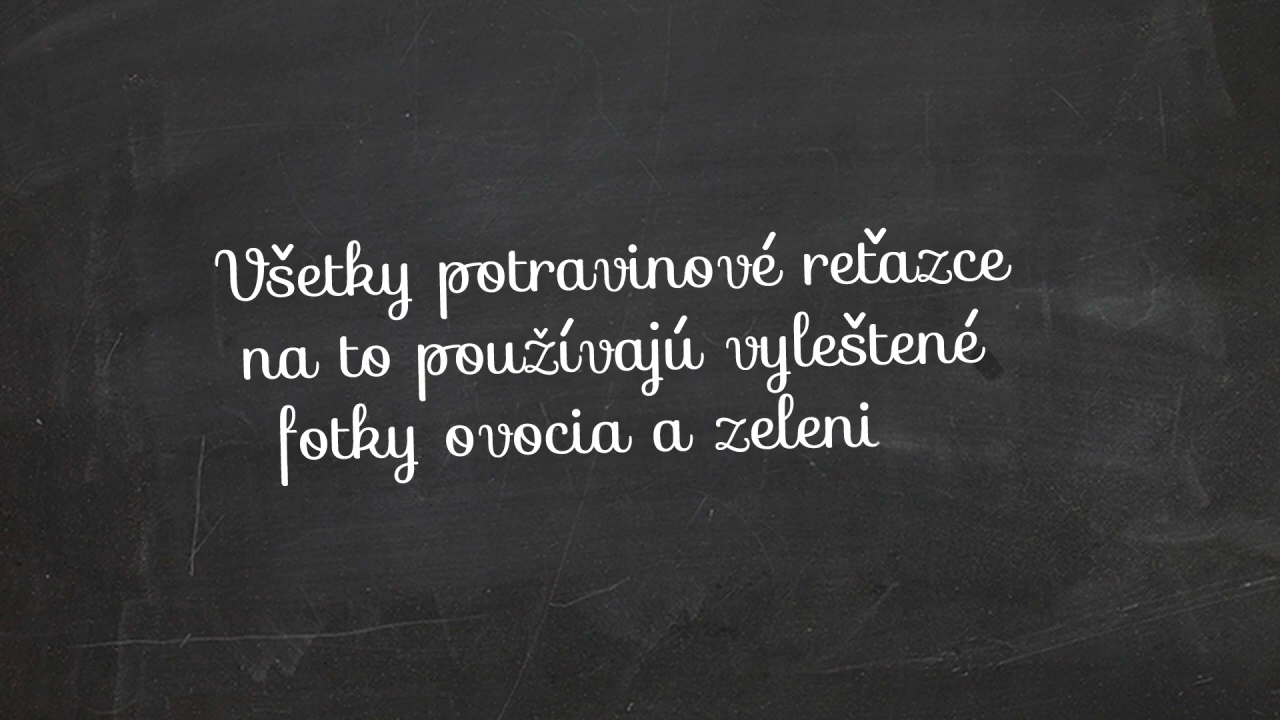 Všetky potravinové reťazce
na to používajú vyleštené
fotky ovocia a zeleni